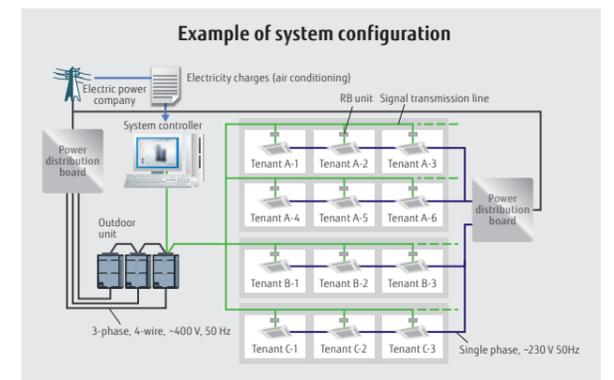 Example of system configuration
Electric power
company
Electricity charges (air conditioning)
RB unit
Signal transmission line
System controller
Power
distribution
board
Tenant A-1
Tenant A-2
Tenant A-3
Tenant A-4
Tenant A-5
Tenant A-6
Power
distribution
board
Outdoor
unit
Tenant B-1
Tenant B-2
Tenant B-3
3-phase, 4-wire, ~400 V, 50 Hz
Tenant C-1
Tenant C-2
Tenant C-3
Single phase, ~230 V 50Hz